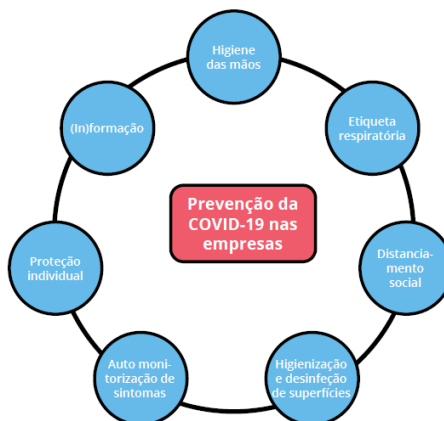 Higiene
das mãos
Etiqueta
respiratória
Distancia-
mento
social
Higienização
e desinfeção
de superfícies
Auto moni-
torização de
sintomas
Proteção
individual
(In)formação
Prevenção da
COVID-19 nas
empresas